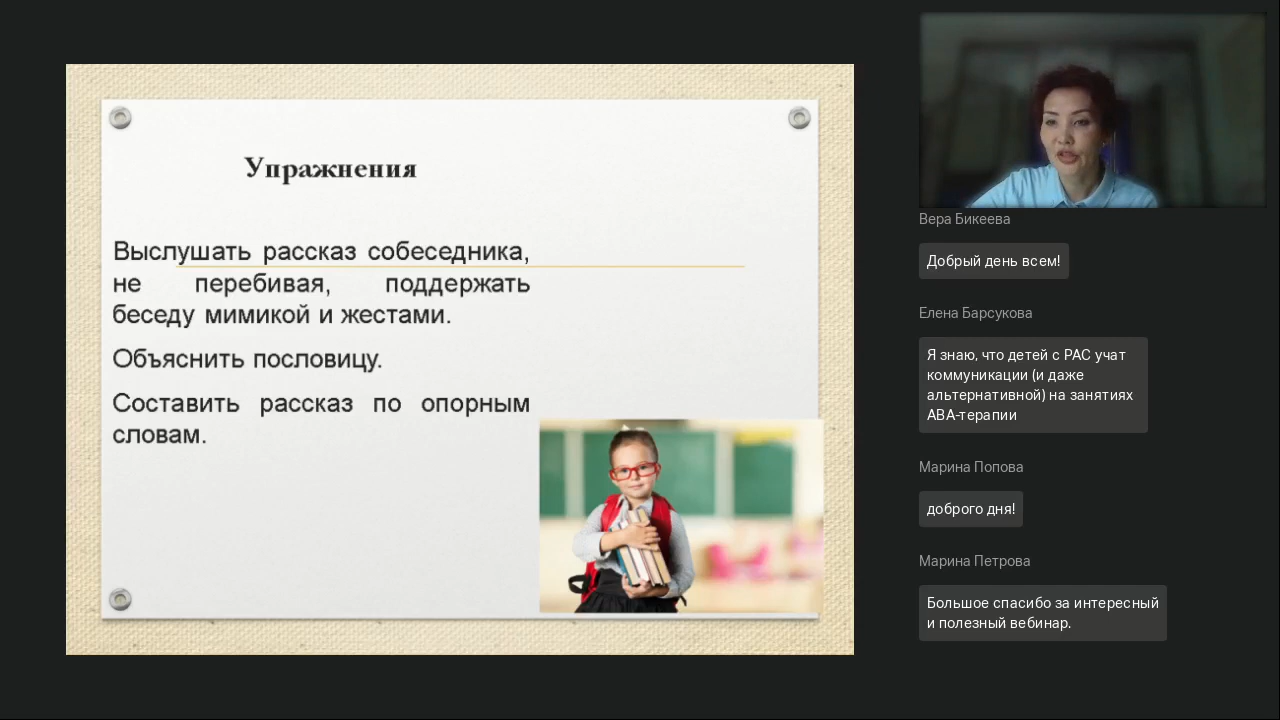 Упражнения
Выслушать рассказ собеседника,
не перебивая, поддержать
беседу мимикой и жестами.
Объяснить пословицу.
Составить рассказ по опорным
словам.
Вера Бикеева
Добрый день всем!
Елена Барсукова
Я знаю, что детей с РАС учат
коммуникации (и даже
альтернативной) на занятиях
АВА-терапии
Марина Попова
доброго дня!
Марина Петрова
Большое спасибо за интересный
и полезный вебинар.